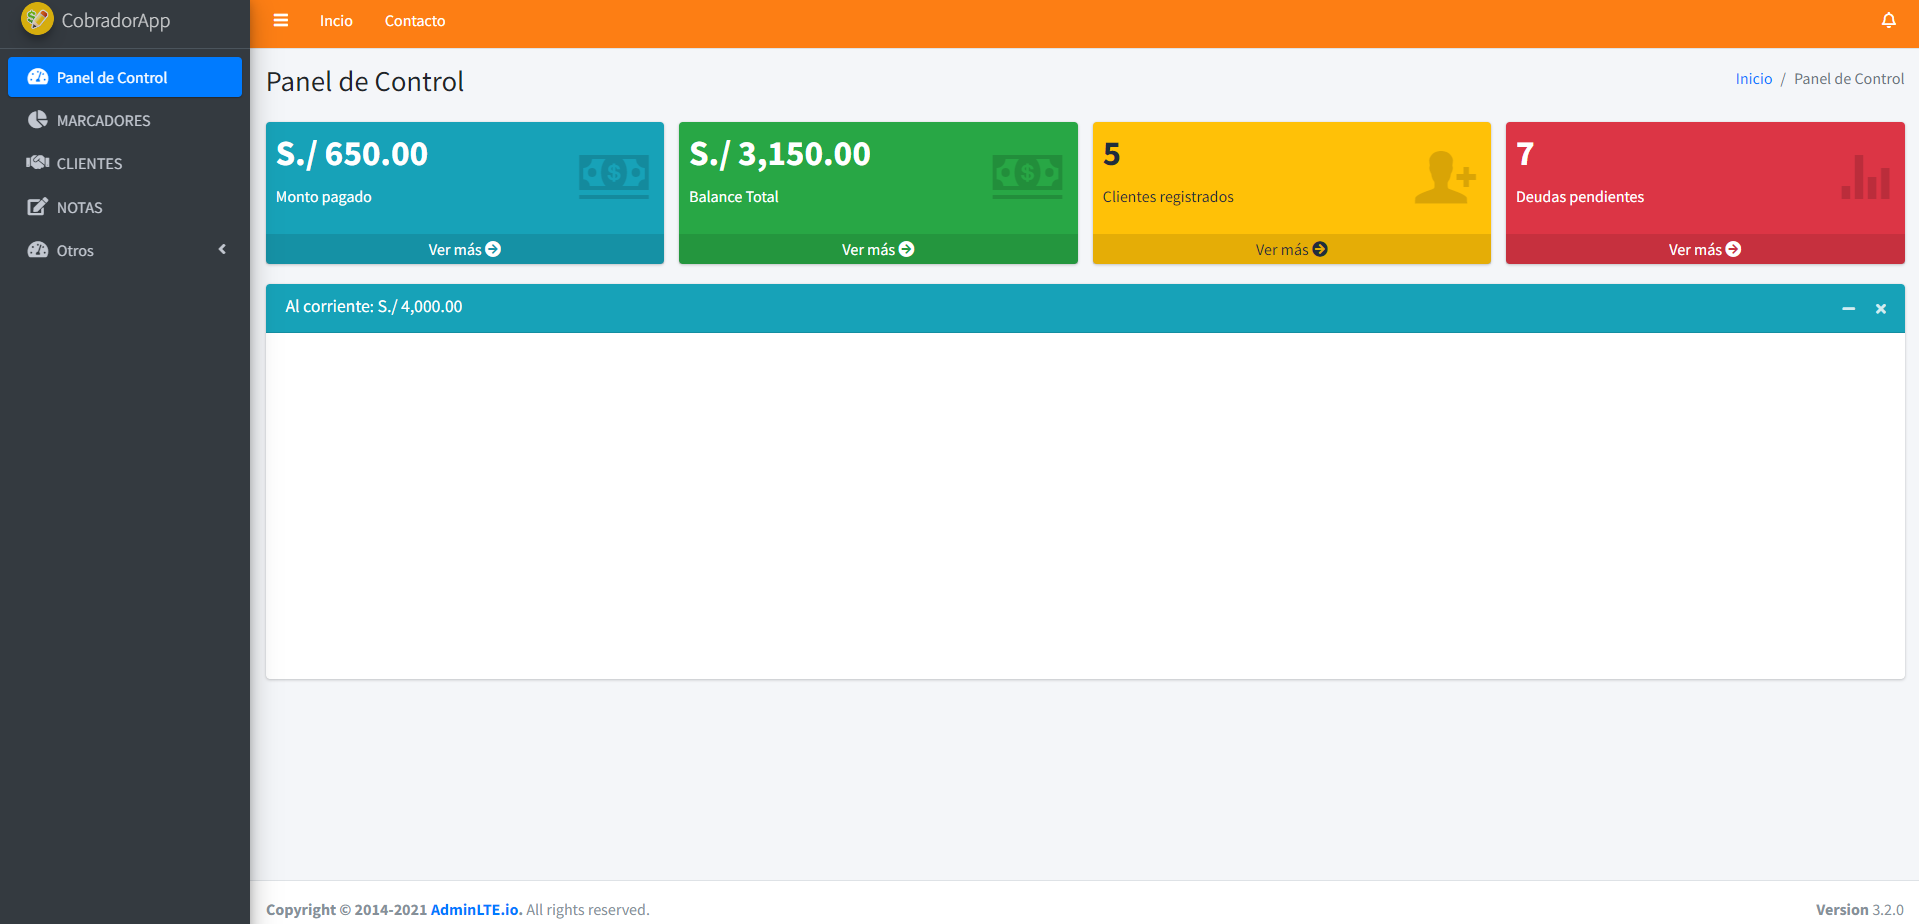 CobradorApp
Incio Contacto
Panel de Control
MARCADORES
CLIENTES
NOTAS
Otros
Panel de Control
Inicio / Panel de Control
S./ 650.00
Monto pagado
Ver más
S./ 3,150.00
Balance Total
Ver más
5
Clientes registrados
Ver más
7
Deudas pendientes
Ver más
Al corriente: S./ 4,000.00
Copyright © 2014-2021 AdminLTE.io. All rights reserved.
Version 3.2.0